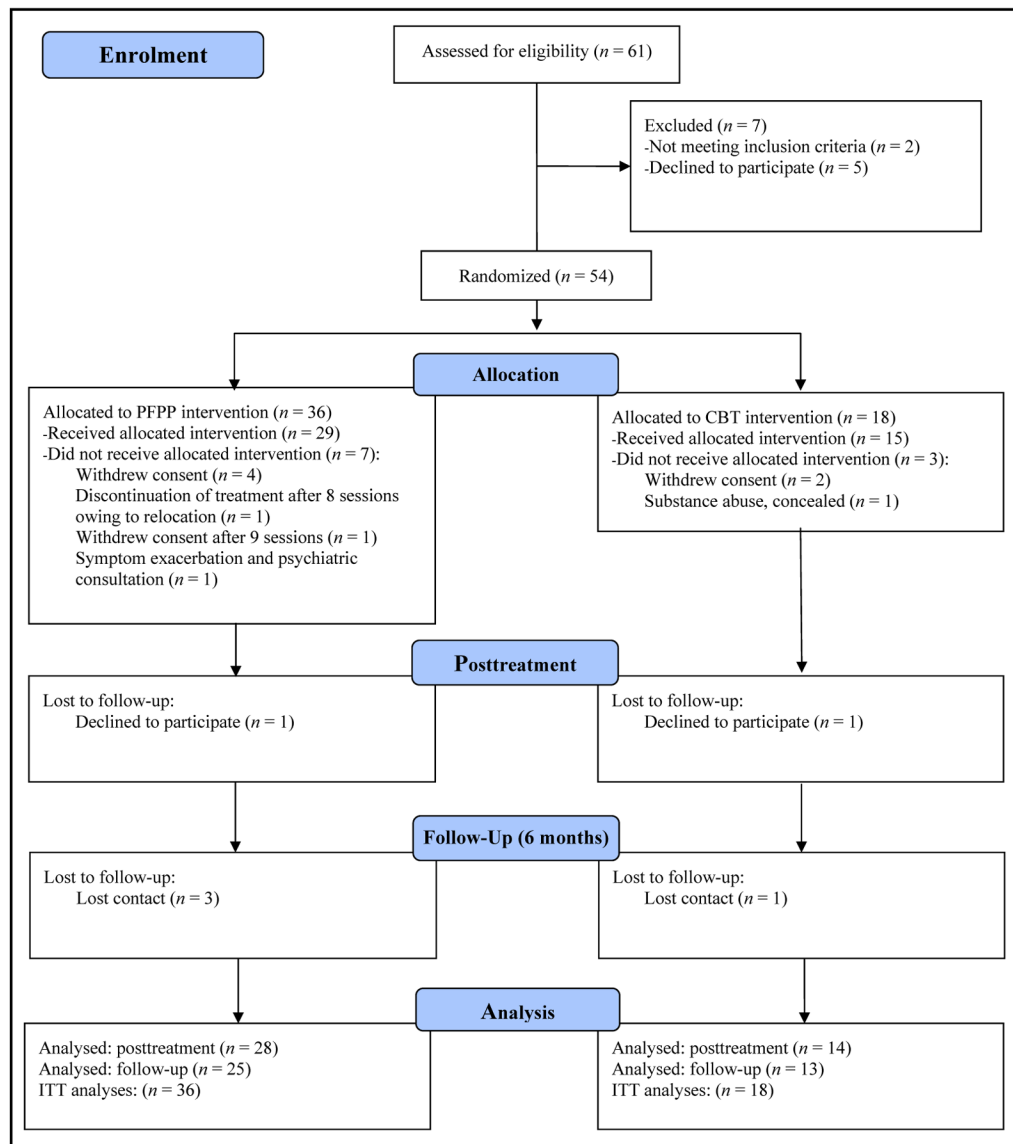 Enrolment
Assessed for eligibility (n = 61)
Excluded (n = 7)
-Not meeting inclusion criteria (n = 2)
-Declined to participate (n = 5)
Randomized (n = 54)
Allocation
Allocated to PFPP intervention (n = 36)
-Received allocated intervention (n = 29)
-Did not receive allocated intervention (n = 7):
Withdrew consent (n = 4)
Discontinuation of treatment after 8 sessions
owing to relocation (n = 1)
Withdrew consent after 9 sessions (n = 1)
Symptom exacerbation and psychiatric
consultation (n = 1)
Allocated to CBT intervention (n = 18)
-Received allocated intervention (n = 15)
-Did not receive allocated intervention (n = 3):
Withdrew consent (n = 2)
Substance abuse, concealed (n = 1)
Posttreatment
Lost to follow-up:
Declined to participate (n = 1)
Lost to follow-up:
Declined to participate (n = 1)
Follow-Up (6 months)
Lost to follow-up:
Lost contact (n = 3)
Lost to follow-up:
Lost contact (n = 1)
Analysis
Analysed: posttreatment (n = 28)
Analysed: follow-up (n = 25)
ITT analyses: (n = 36)
Analysed: posttreatment (n = 14)
Analysed: follow-up (n = 13)
ITT analyses: (n = 18)